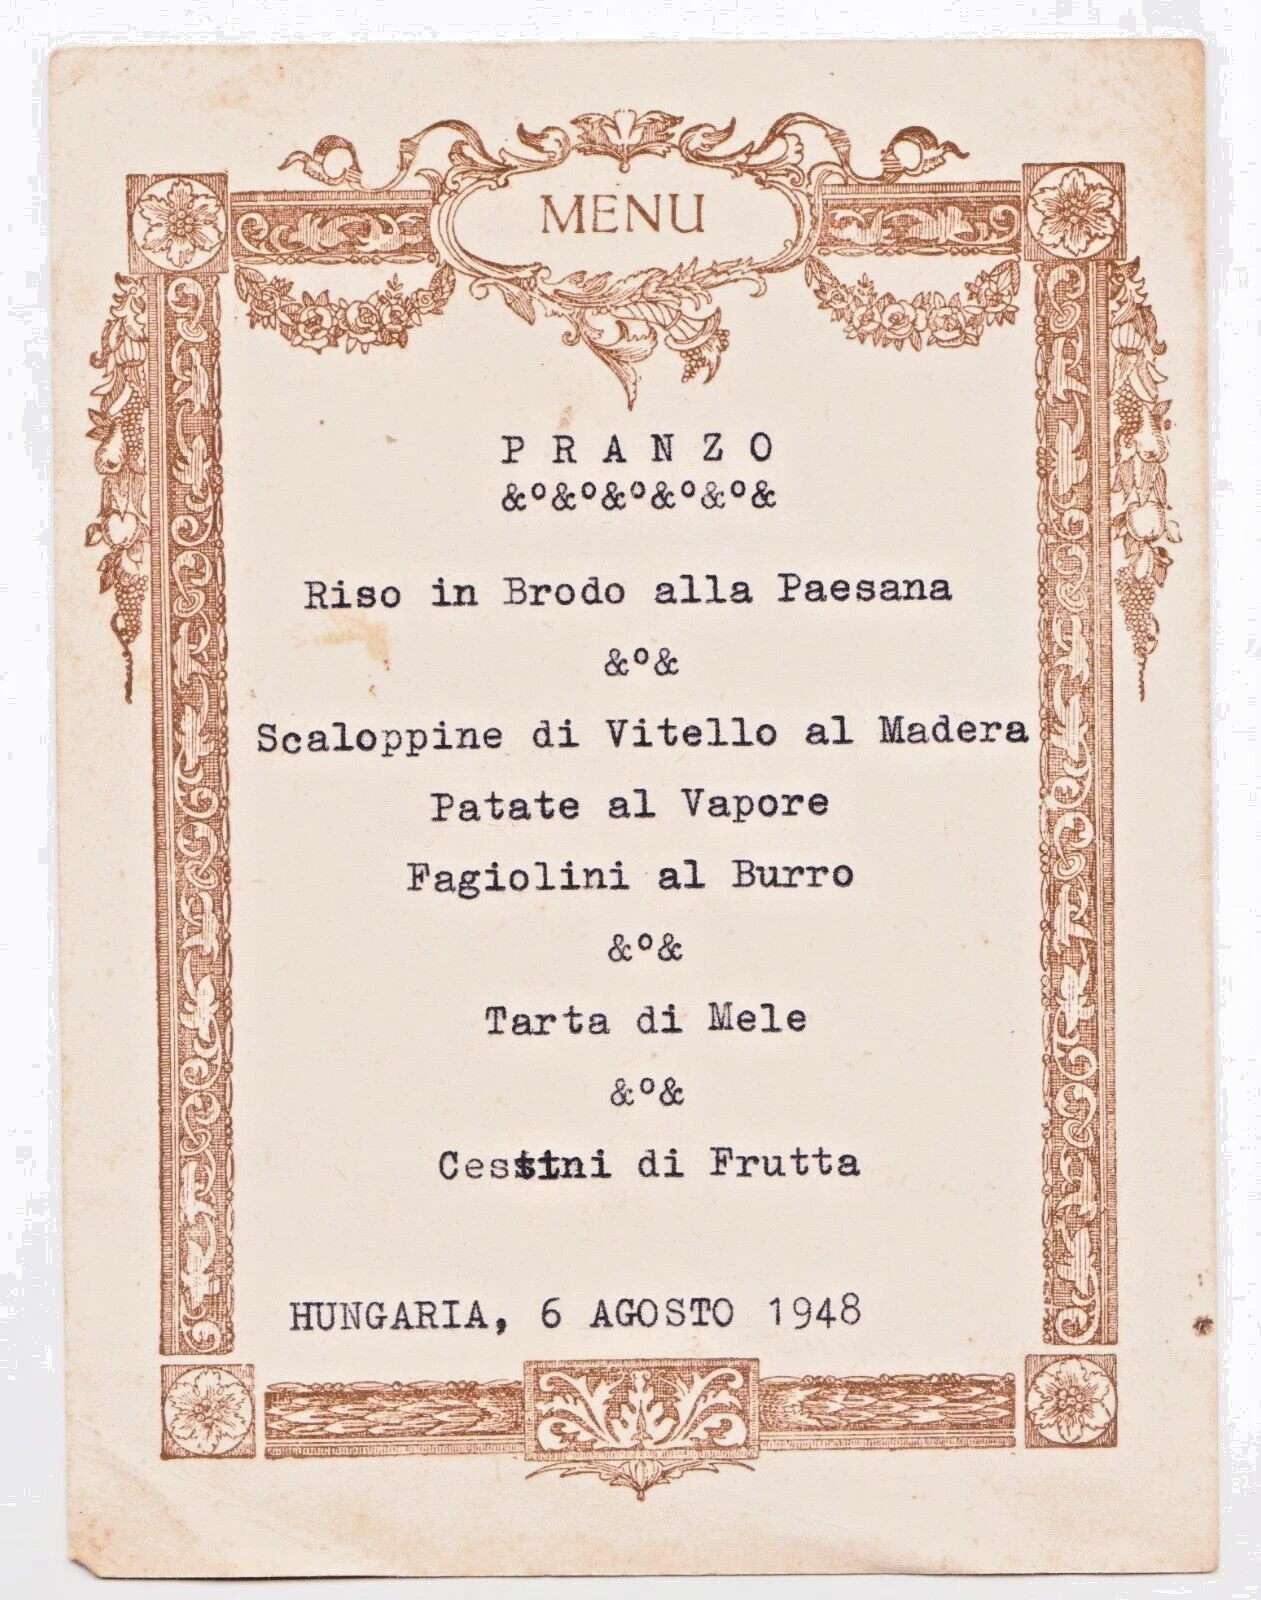 MENU
P R A N Z O
&°&°&°&°&°&
Riso in Brodo alla Paesana
&°&
Scaloppine di Vitello al Madera
Patate al Vapore
Fagiolini al Burro
&°&
Tarta di Mele
&°&
Cestini di Frutta
HUNGARIA, 6 AGOSTO 1948